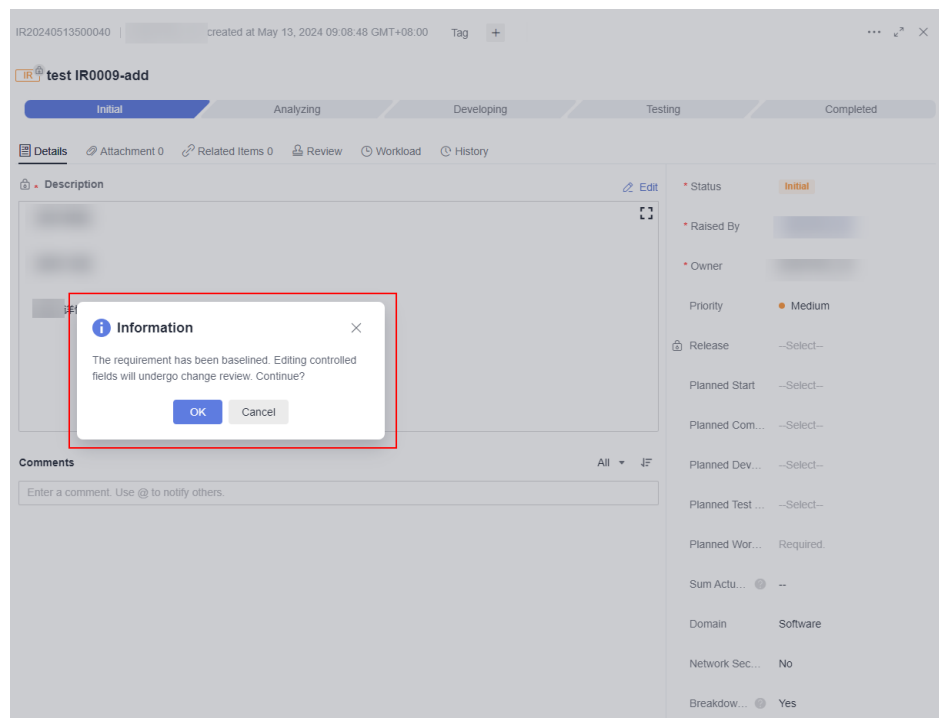 IR20240513500040
created at May 13, 2024 09:08:48 GMT+08:00
Tag
IR test IR0009-add
Initial
Analyzing
Developing
Testing
Completed
Details
Attachment 0
Related Items 0
Review
Workload
History
* Description
Edit
Information
The requirement has been baselined. Editing controlled
fields will undergo change review. Continue?
OK
Cancel
Comments
All
Enter a comment. Use @ to notify others.
* Status
Initial
* Raised By
* Owner
Priority
Medium
Release
--Select--
Planned Start
--Select--
Planned Com...
--Select--
Planned Dev...
--Select--
Planned Test ...
--Select--
Planned Wor...
Required.
Sum Actu...
--
Domain
Software
Network Sec...
No
Breakdow...
Yes